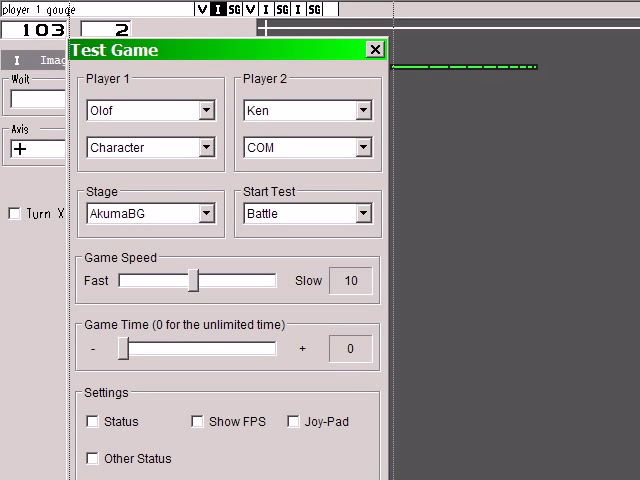 player 1 gouge
V I SG V I SG I SG
103 2
Test Game
I Imag
Wait
Axis
Turn X
Player 1
Player 2
Olof
Ken
Character
COM
Stage
Start Test
AkumaBG
Battle
Game Speed
Fast
Slow
10
Game Time (0 for the unlimited time)
-
+
0
Settings
Status
Show FPS
Joy-Pad
Other Status